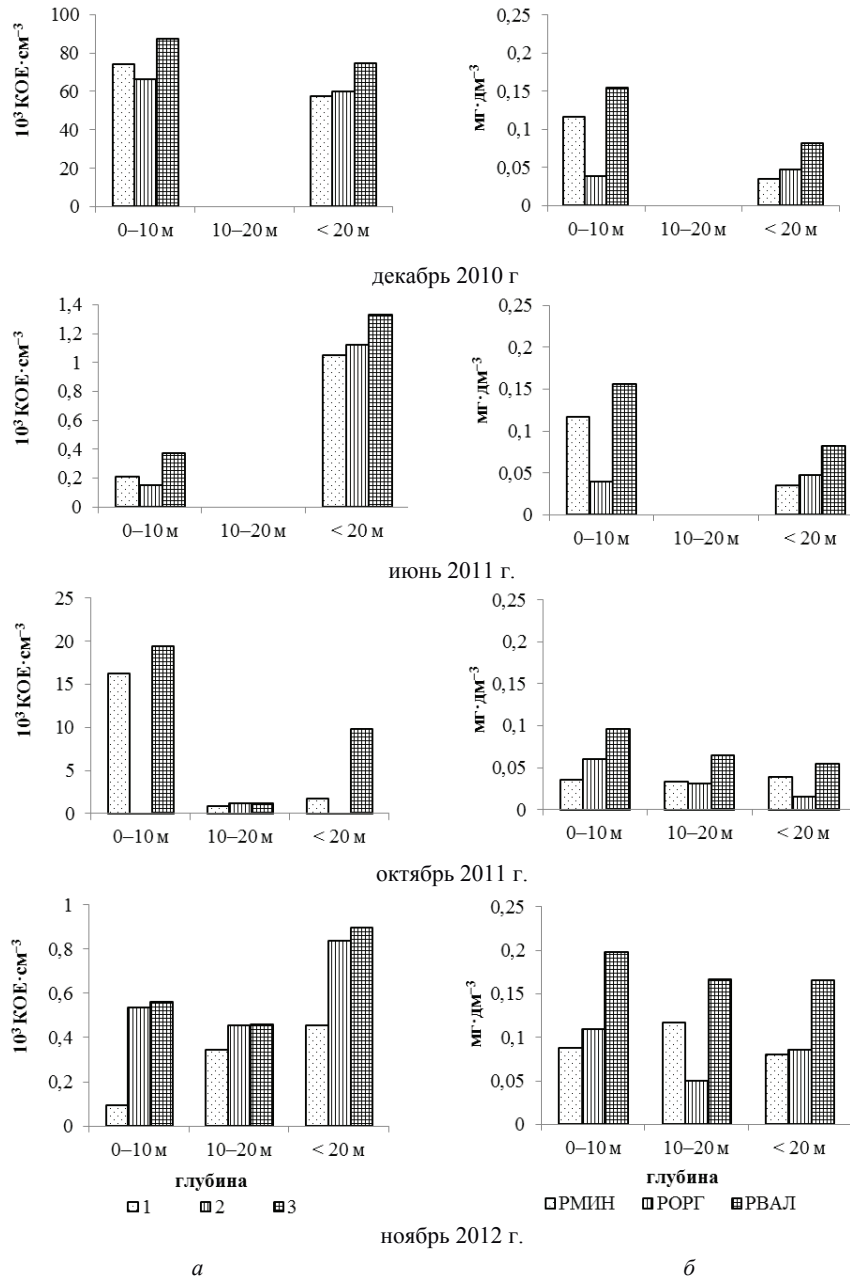 10³ КОЕ·см⁻³
100
80
60
40
20
0
0–10 м 10–20 м < 20 м
мг·дм⁻³
0,25
0,2
0,15
0,1
0,05
0
0–10 м 10–20 м < 20 м
декабрь 2010 г
10³ КОЕ·см⁻³
1,4
1,2
1
0,8
0,6
0,4
0,2
0
0–10 м 10–20 м < 20 м
мг·дм⁻³
0,25
0,2
0,15
0,1
0,05
0
0–10 м 10–20 м < 20 м
июнь 2011 г.
10³ КОЕ·см⁻³
25
20
15
10
5
0
0–10 м 10–20 м < 20 м
мг·дм⁻³
0,25
0,2
0,15
0,1
0,05
0
0–10 м 10–20 м < 20 м
октябрь 2011 г.
10³ КОЕ·см⁻³
1
0,8
0,6
0,4
0,2
0
0–10 м 10–20 м < 20 м
глубина
1 2 3
мг·дм⁻³
0,25
0,2
0,15
0,1
0,05
0
0–10 м 10–20 м < 20 м
глубина
РМИН РОРГ РВАЛ
ноябрь 2012 г.
а б